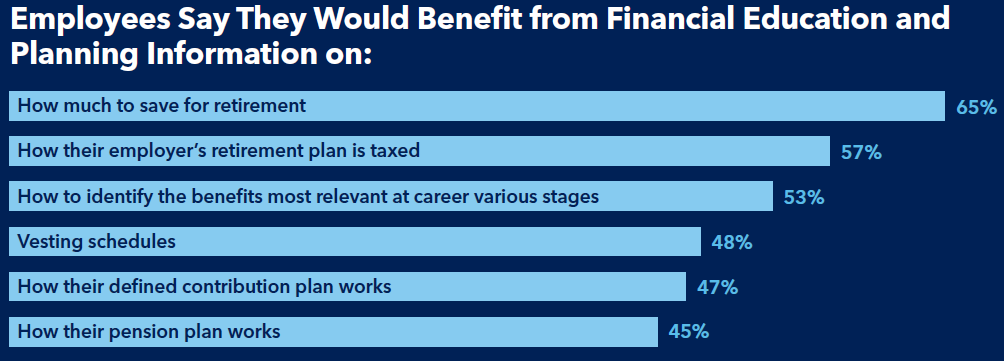 Employees Say They Would Benefit from Financial Education and
Planning Information on:
How much to save for retirement 65%
How their employer’s retirement plan is taxed 57%
How to identify the benefits most relevant at career various stages 53%
Vesting schedules 48%
How their defined contribution plan works 47%
How their pension plan works 45%